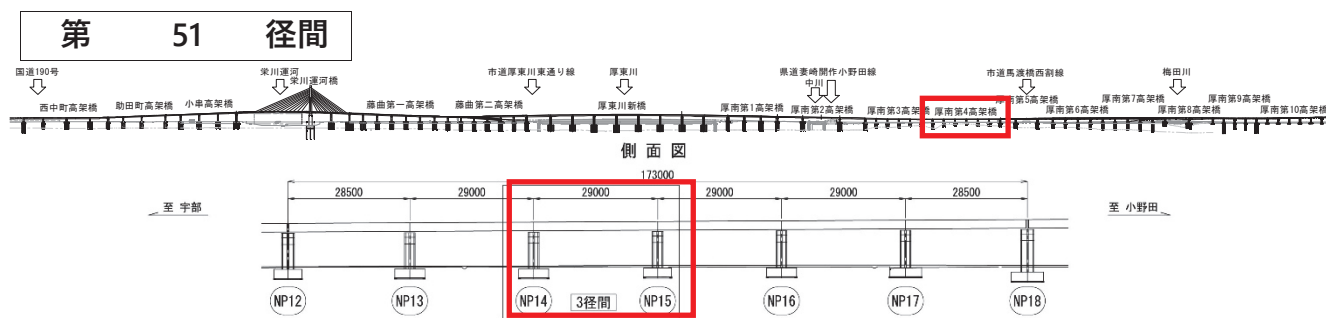 第 51 径間
国道190号 栄川運河 市道厚東川東通り線 厚東川 県道妻崎開作小野田線 市道馬渡橋西割線 梅田川
栄川運河橋 中川
西中町高架橋 助田町高架橋 小串高架橋 藤曲第一高架橋 藤曲第二高架橋 厚東川新橋 厚南第1高架橋 厚南第2高架橋 厚南第3高架橋 厚南第4高架橋 厚南第5高架橋 厚南第6高架橋 厚南第7高架橋 厚南第8高架橋 厚南第9高架橋 厚南第10高架橋
側面図
173000
28500 29000 29000 29000 29000 28500
至 宇部 至 小野田
NP12 NP13 NP14 3径間 NP15 NP16 NP17 NP18